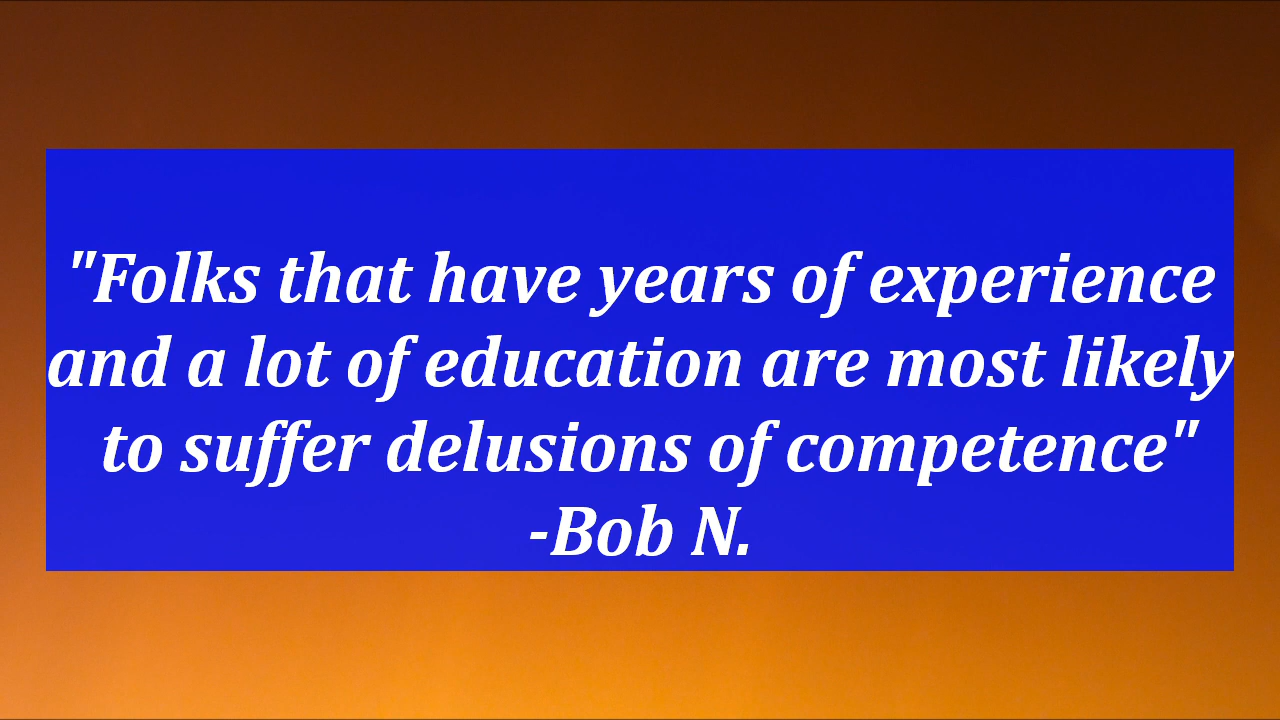 "Folks that have years of experience
and a lot of education are most likely
to suffer delusions of competence"
-Bob N.